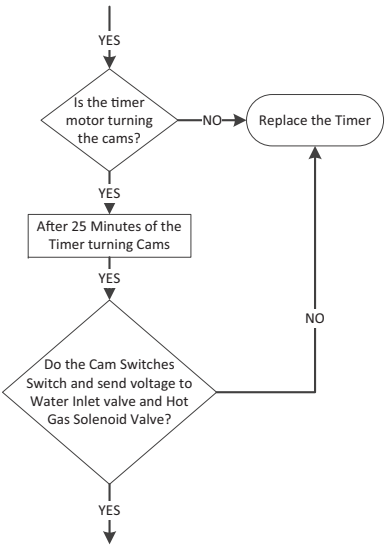 YES
Is the timer
motor turning
the cams?
NO
Replace the Timer
YES
After 25 Minutes of the
Timer turning Cams
YES
NO
Do the Cam Switches
Switch and send voltage to
Water Inlet valve and Hot
Gas Solenoid Valve?
YES